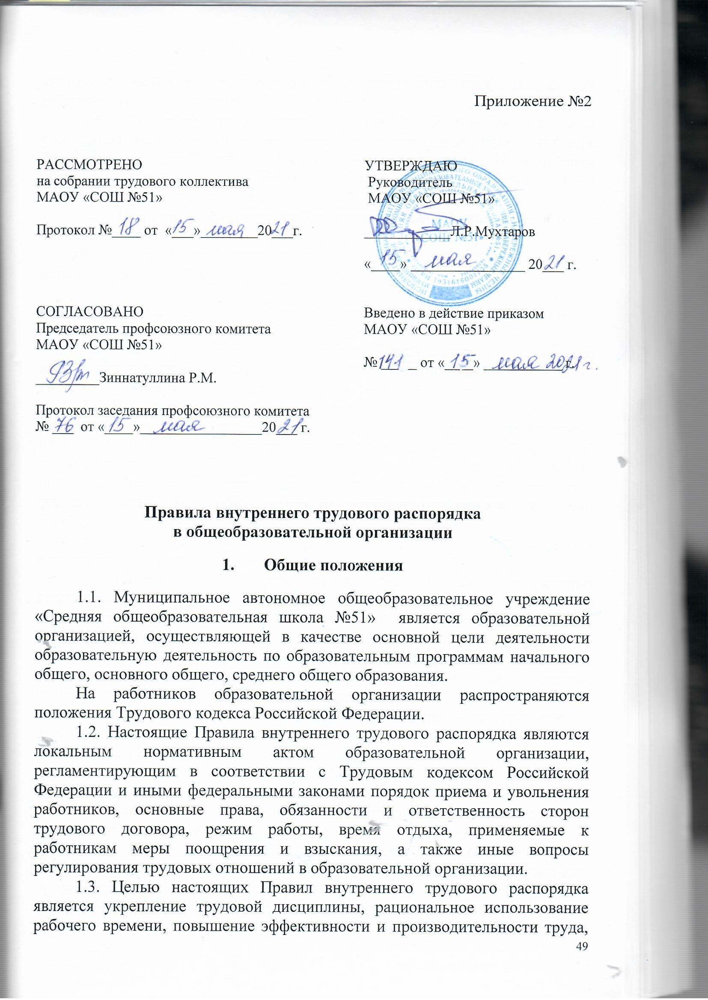 Приложение №2
РАССМОТРЕНО
на собрании трудового коллектива
МАОУ «СОШ №51»
Протокол № 18 от «15» мая 2021 г.
УТВЕРЖДАЮ
Руководитель
МАОУ «СОШ №51»
Л.Р.Мухтаров
«15» мая 2021 г.
МАОУ
«СОШ №51»
СОГЛАСОВАНО
Председатель профсоюзного комитета
МАОУ «СОШ №51»
Зиннатуллина Р.М.
Протокол заседания профсоюзного комитета
№ 76 от «15» мая 2021 г.
Введено в действие приказом
МАОУ «СОШ №51»
№ 141 от «15» мая 2021 г.
Правила внутреннего трудового распорядка
в общеобразовательной организации
1. Общие положения
1.1. Муниципальное автономное общеобразовательное учреждение
«Средняя общеобразовательная школа №51» является образовательной
организацией, осуществляющей в качестве основной цели деятельности
образовательную деятельность по образовательным программам начального
общего, основного общего, среднего общего образования.
На работников образовательной организации распространяются
положения Трудового кодекса Российской Федерации.
1.2. Настоящие Правила внутреннего трудового распорядка являются
локальным нормативным актом образовательной организации,
регламентирующим в соответствии с Трудовым кодексом Российской
Федерации и иными федеральными законами порядок приема и увольнения
работников, основные права, обязанности и ответственность сторон
трудового договора, режим работы, время отдыха, применяемые к
работникам меры поощрения и взыскания, а также иные вопросы
регулирования трудовых отношений в образовательной организации.
1.3. Целью настоящих Правил внутреннего трудового распорядка
является укрепление трудовой дисциплины, рациональное использование
рабочего времени, повышение эффективности и производительности труда,
49